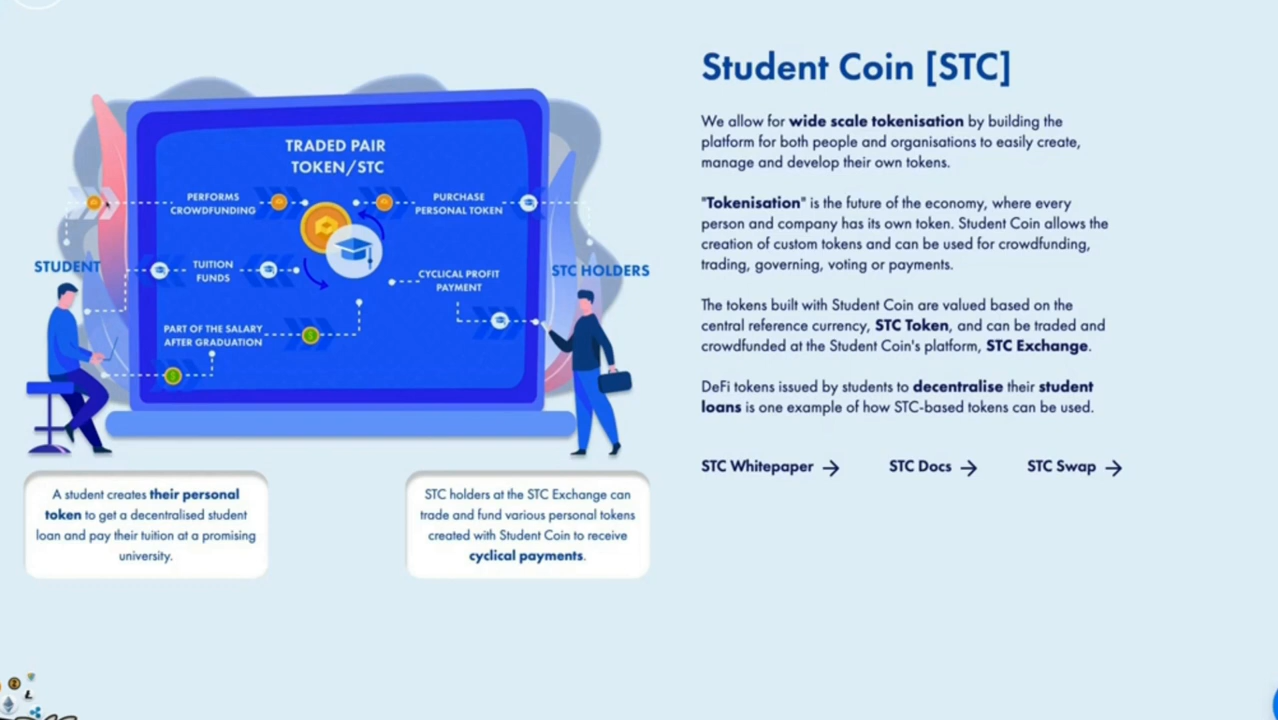 Student Coin [STC]
We allow for wide scale tokenisation by building the
platform for both people and organisations to easily create,
manage and develop their own tokens.
"Tokenisation" is the future of the economy, where every
person and company has its own token. Student Coin allows the
creation of custom tokens and can be used for crowdfunding,
trading, governing, voting or payments.
The tokens built with Student Coin are valued based on the
central reference currency, STC Token, and can be traded and
crowdfunded at the Student Coin's platform, STC Exchange.
DeFi tokens issued by students to decentralise their student
loans is one example of how STC-based tokens can be used.
STC Whitepaper → STC Docs → STC Swap →
TRADED PAIR
TOKEN/STC
PERFORMS
CROWDFUNDING
PURCHASE
PERSONAL TOKEN
STUDENT
TUITION
FUNDS
CYCLICAL PROFIT
PAYMENT
STC HOLDERS
PART OF THE SALARY
AFTER GRADUATION
A student creates their personal
token to get a decentralised student
loan and pay their tuition at a promising
university.
STC holders at the STC Exchange can
trade and fund various personal tokens
created with Student Coin to receive
cyclical payments.